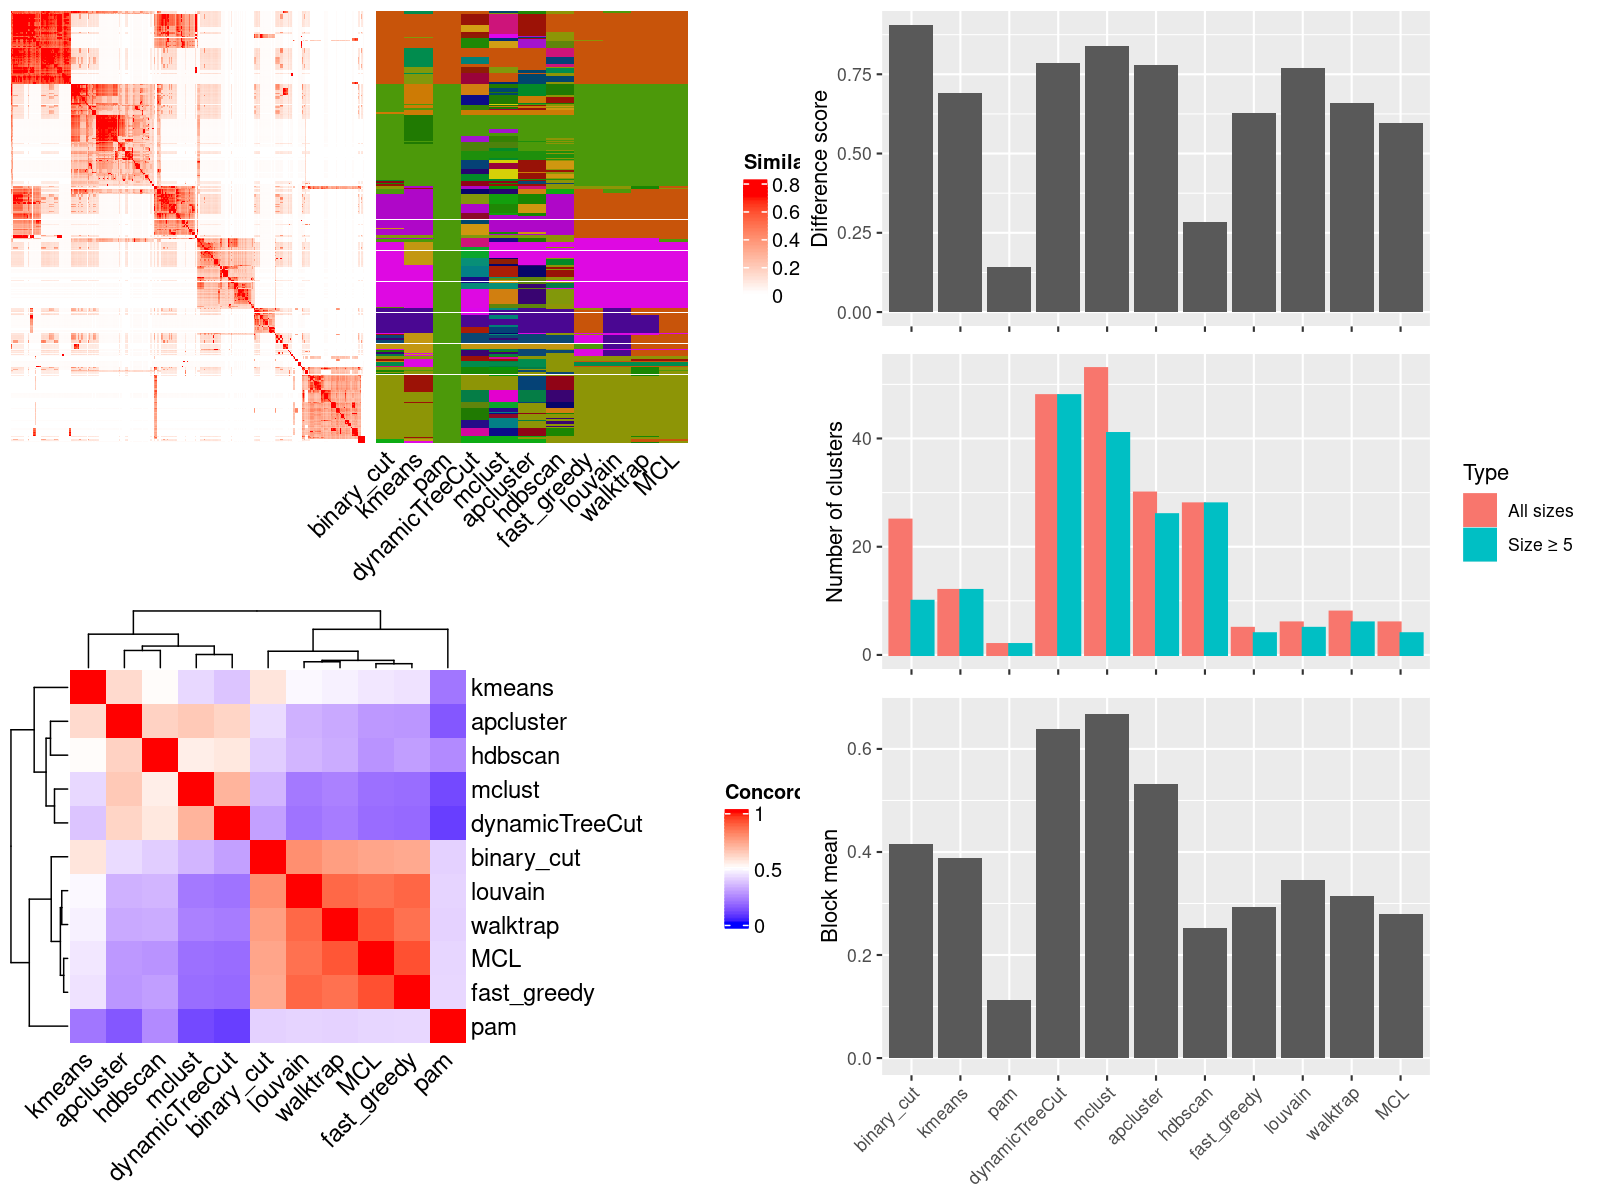 Simila
0.8
0.6
0.4
0.2
0
binary_cut
kmeans
pam
dynamicTreeCut
mclust
apcluster
hdbscan
fast_greedy
louvain
walktrap
MCL
Difference score
0.75
0.50
0.25
0.00
Number of clusters
40
20
0
Type
All sizes
Size ≥ 5
kmeans
apcluster
hdbscan
mclust
dynamicTreeCut
binary_cut
louvain
walktrap
MCL
fast_greedy
pam
kmeans
apcluster
hdbscan
mclust
dynamicTreeCut
binary_cut
louvain
walktrap
MCL
fast_greedy
pam
Concord
1
0.5
0
Block mean
0.6
0.4
0.2
0.0
binary_cut
kmeans
pam
dynamicTreeCut
mclust
apcluster
hdbscan
fast_greedy
louvain
walktrap
MCL